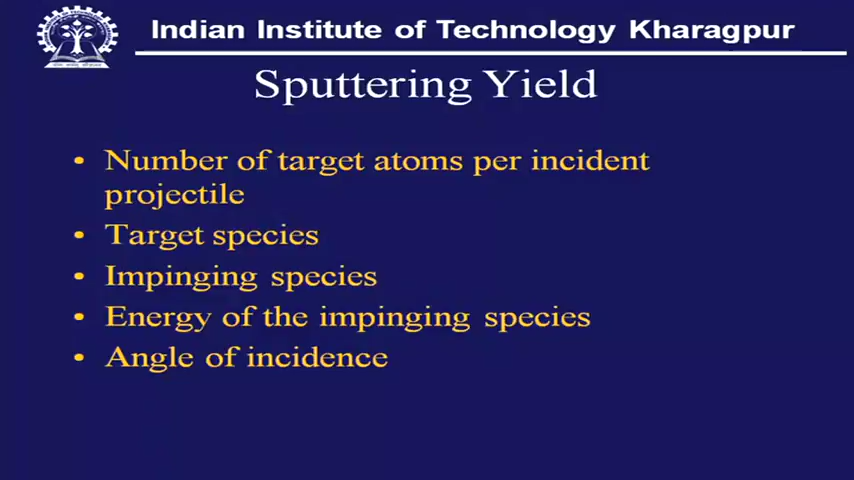 Indian Institute of Technology Kharagpur
Sputtering Yield
• Number of target atoms per incident
projectile
• Target species
• Impinging species
• Energy of the impinging species
• Angle of incidence